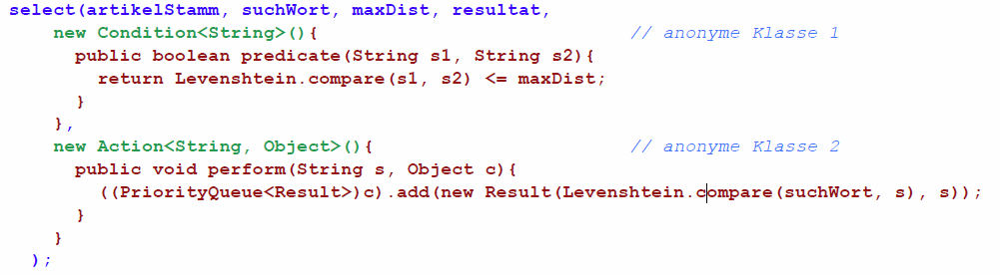 select(artikelStamm, suchWort, maxDist, resultat,
    new Condition<String>(){                           // anonyme Klasse 1
      public boolean predicate(String s1, String s2){
        return Levenshtein.compare(s1, s2) <= maxDist;
      }
    },
    new Action<String, Object>(){                      // anonyme Klasse 2
      public void perform(String s, Object c){
        ((PriorityQueue<Result>)c).add(new Result(Levenshtein.compare(suchWort, s), s));
      }
    }
  );